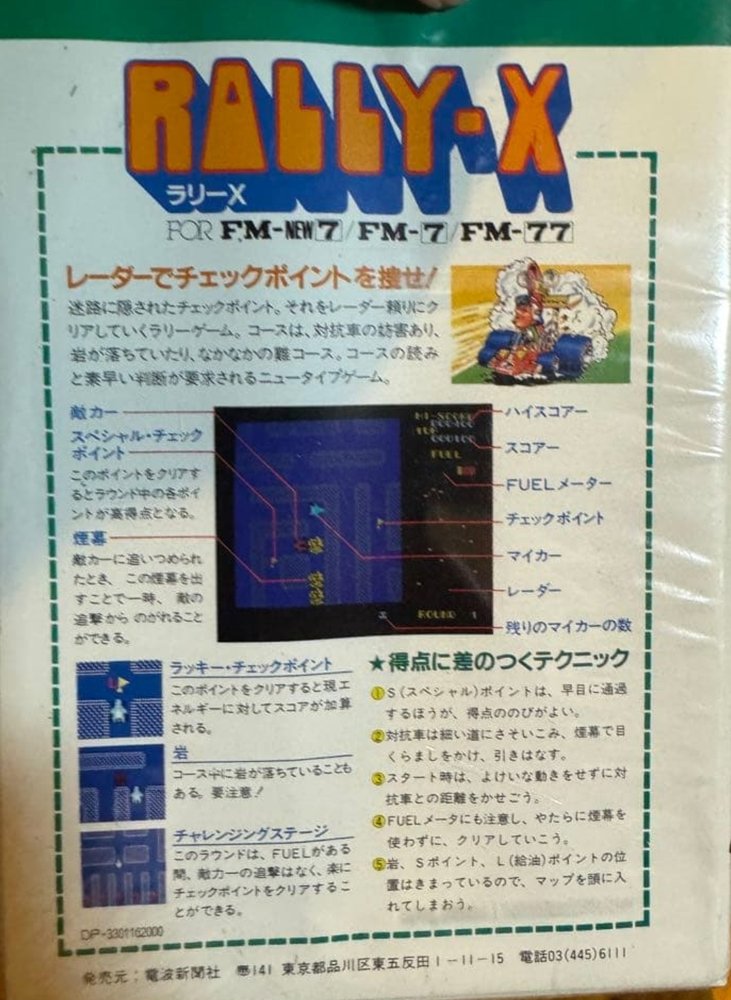 RALLY-X
ラリーX
FOR FM-NEW7/FM-7/FM-77
レーダーでチェックポイントを捜せ!
迷路に隠されたチェックポイント。それをレーダー頼りにク
リアしていくラリーゲーム。コースは、対抗車の妨害あり、
岩が落ちていたり、なかなかの難コース。コースの読み
と素早い判断が要求されるニュータイプゲーム。
敵カー
スペシャル・チェック
ポイント
このポイントをクリアす
るとラウンド中の各ポイ
ントが高得点となる。
煙幕
敵カーに追いつめられ
たとき、この煙幕を出
すことで一時、敵の
追撃から のがれること
ができる。
HI-SCORE
FUEL
ROUND 1
ハイスコアー
スコアー
FUELメーター
チェックポイント
マイカー
レーダー
残りのマイカーの数
ラッキー・チェックポイント
このポイントをクリアすると現エ
ネルギーに対してスコアが加算
される。
岩
コース中に岩が落ちていることも
ある。要注意!
チャレンジングステージ
このラウンドは、FUELがある
間、敵カーの追撃はなく、楽に
チェックポイントをクリアするこ
とができる。
★得点に差のつくテクニック
①S(スペシャル)ポイントは、早目に通過
するほうが、得点ののびがよい。
②対抗車は細い道にさそいこみ、煙幕で目
くらましをかけ、引きはなす。
③スタート時は、よけいな動きをせずに対
抗車との距離をかせごう。
④FUELメータにも注意し、やたらに煙幕を
使わずに、クリアしていこう。
⑤岩、Sポイント、L(給油)ポイントの位
置はきまっているので、マップを頭に入
れてしまおう。
DP-3301162000
発売元:電波新聞社 〒141 東京都品川区東五反田1-11-15 電話03(445)6111